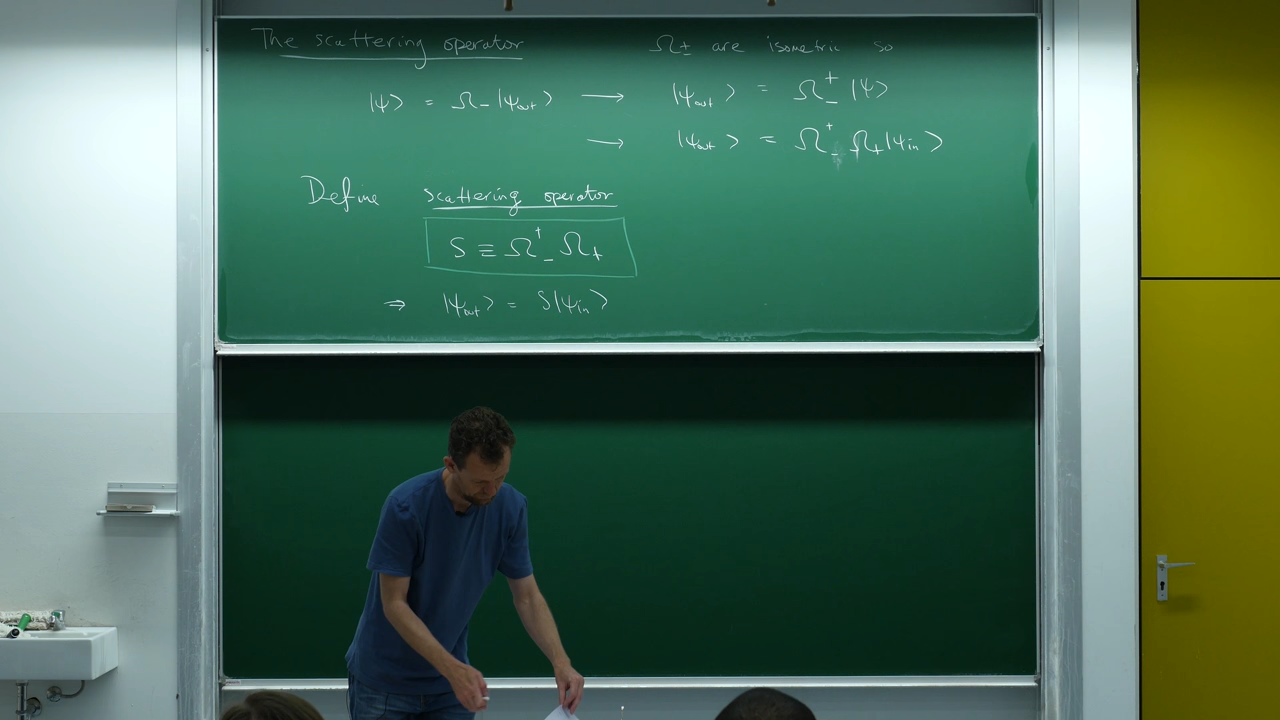 The scattering operator
Ω± are isometric so
|ψ⟩ = Ω₋|ψout⟩ ⟶ |ψout⟩ = Ω₋†|ψ⟩
⟶ |ψout⟩ = Ω₋†Ω₊|ψin⟩
Define scattering operator
S ≡ Ω₋†Ω₊
⇒ |ψout⟩ = S|ψin⟩